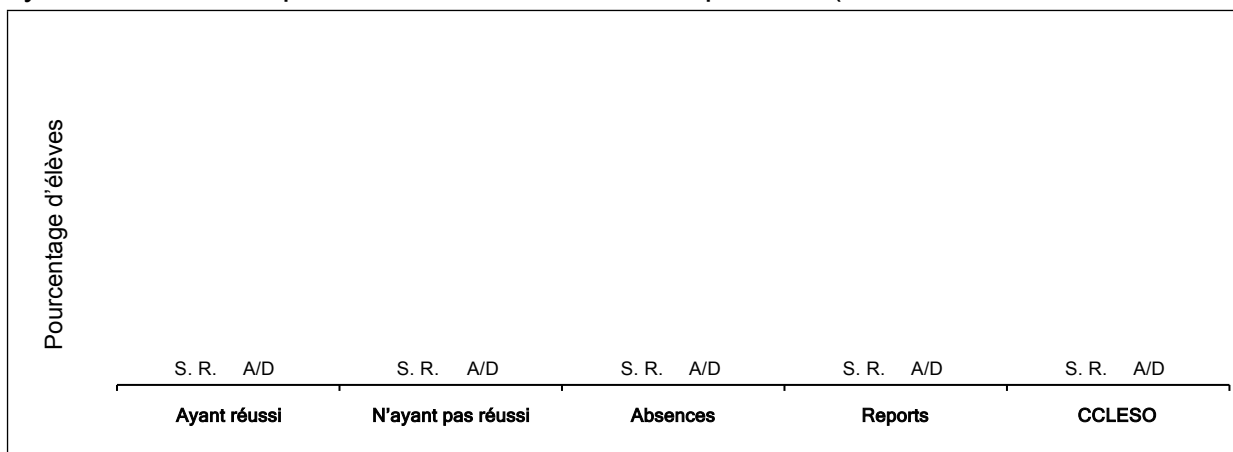 Pourcentage d'élèves
S. R. A/D S. R. A/D S. R. A/D S. R. A/D S. R. A/D
Ayant réussi N'ayant pas réussi Absences Reports CCLESO